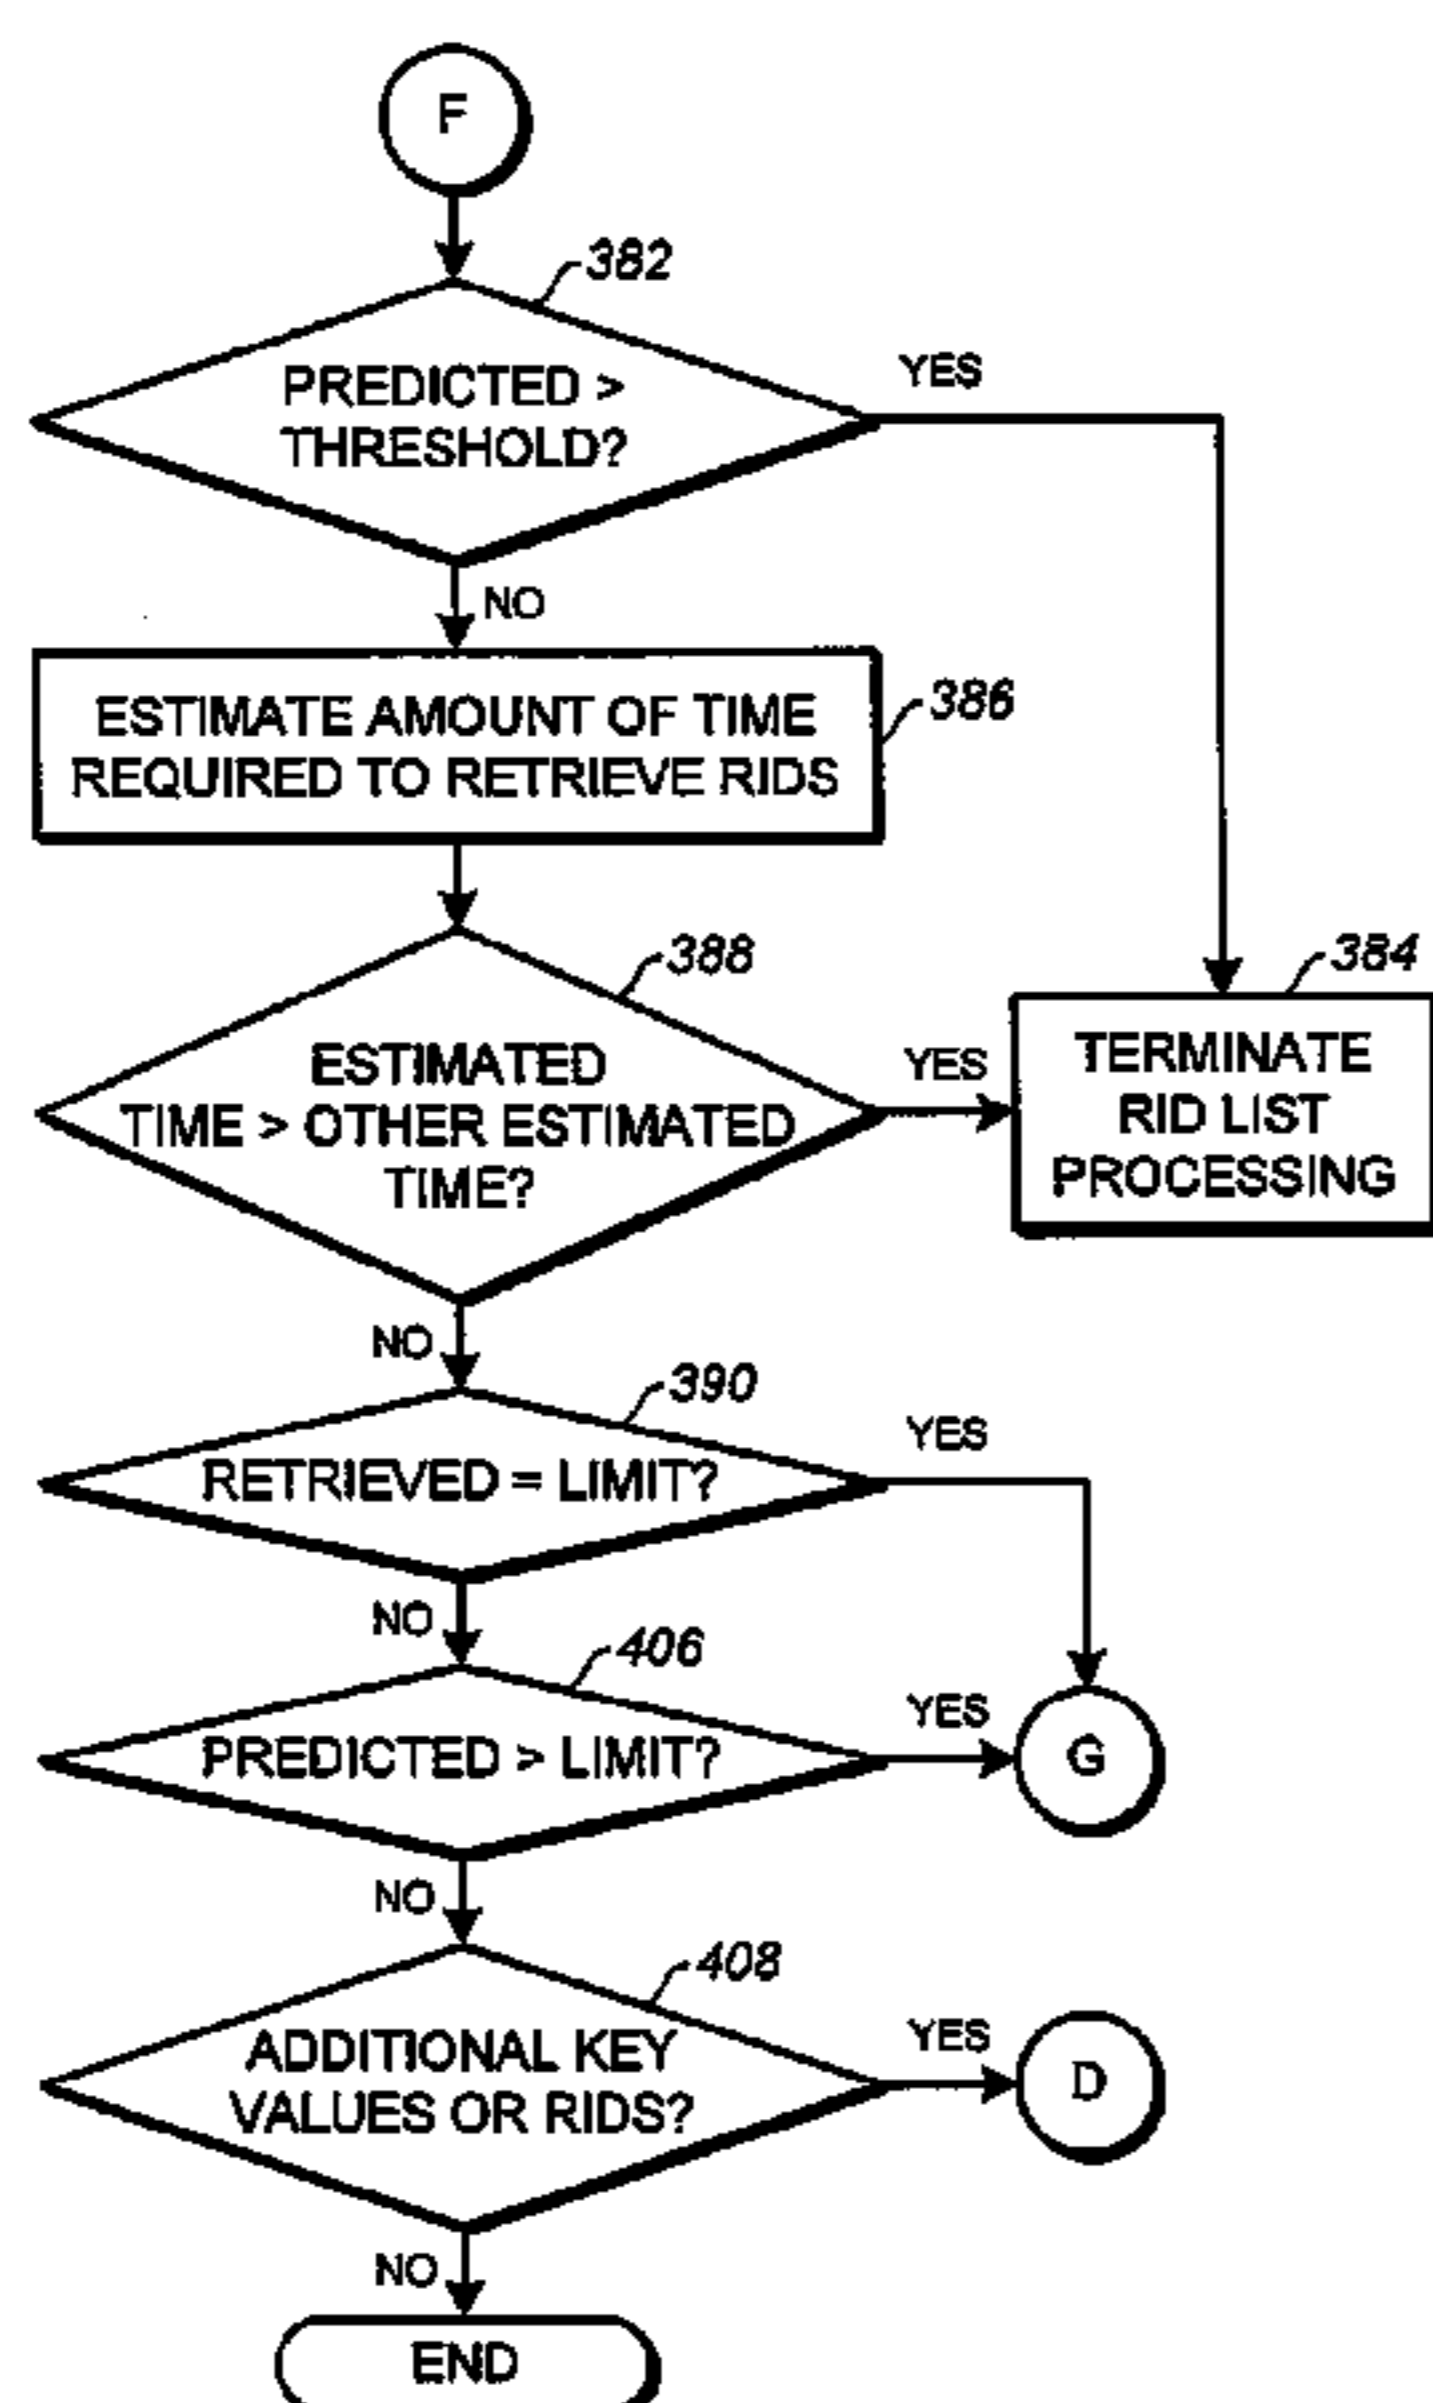 F
382
PREDICTED >
THRESHOLD?
YES
NO
ESTIMATE AMOUNT OF TIME
REQUIRED TO RETRIEVE RIDS
386
388
ESTIMATED
TIME > OTHER ESTIMATED
TIME?
YES
384
TERMINATE
RID LIST
PROCESSING
NO
390
RETRIEVED = LIMIT?
YES
NO
406
PREDICTED > LIMIT?
YES
G
NO
408
ADDITIONAL KEY
VALUES OR RIDS?
YES
D
NO
END